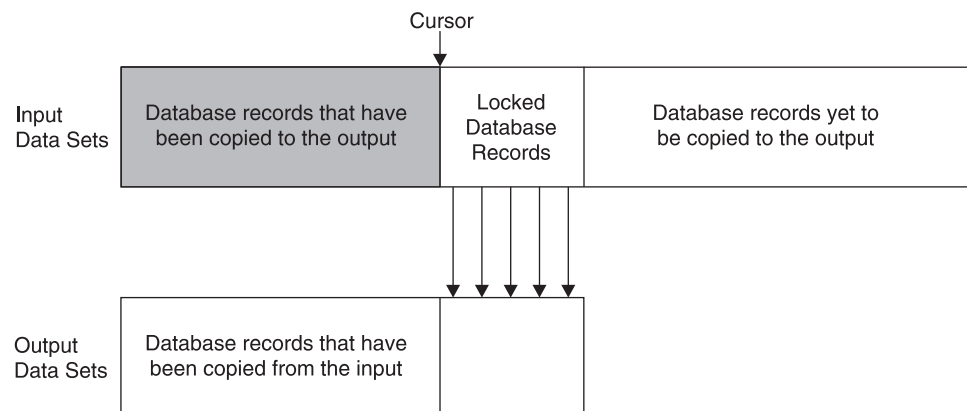 Cursor
Input
Data Sets
Database records that have
been copied to the output
Locked
Database
Records
Database records yet to
be copied to the output
Output
Data Sets
Database records that have
been copied from the input